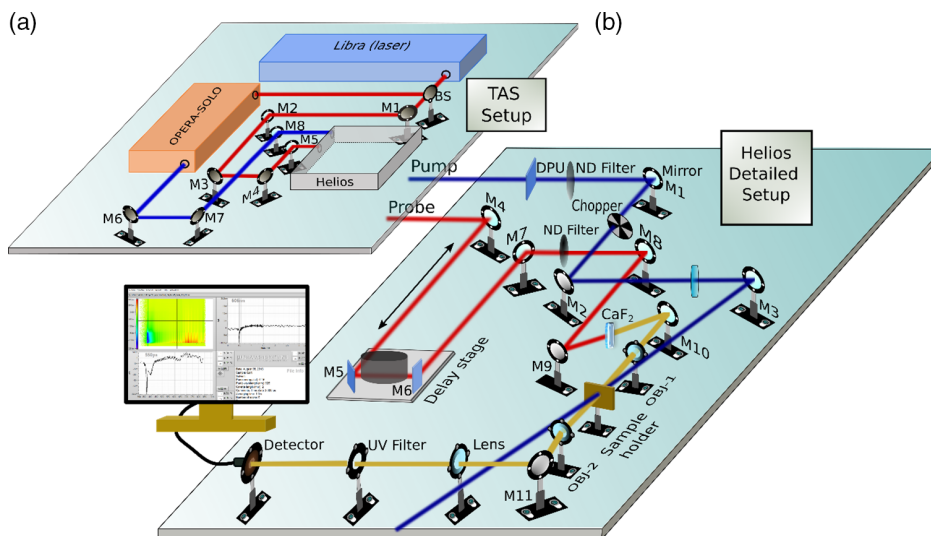 (a)
(b)
Libra (laser)
OPERA-SOLO
BS
TAS
Setup
M1
M2
M8
M5
M3
M4
Helios
M6
M7
Helios
Detailed
Setup
Pump
DPU
ND Filter
Mirror
M1
Chopper
Probe
M4
M7
ND Filter
M8
M2
M3
CaF2
M10
M9
OBJ-1
M5
M6
Delay stage
Sample
holder
OBJ-2
Detector
UV Filter
Lens
M11